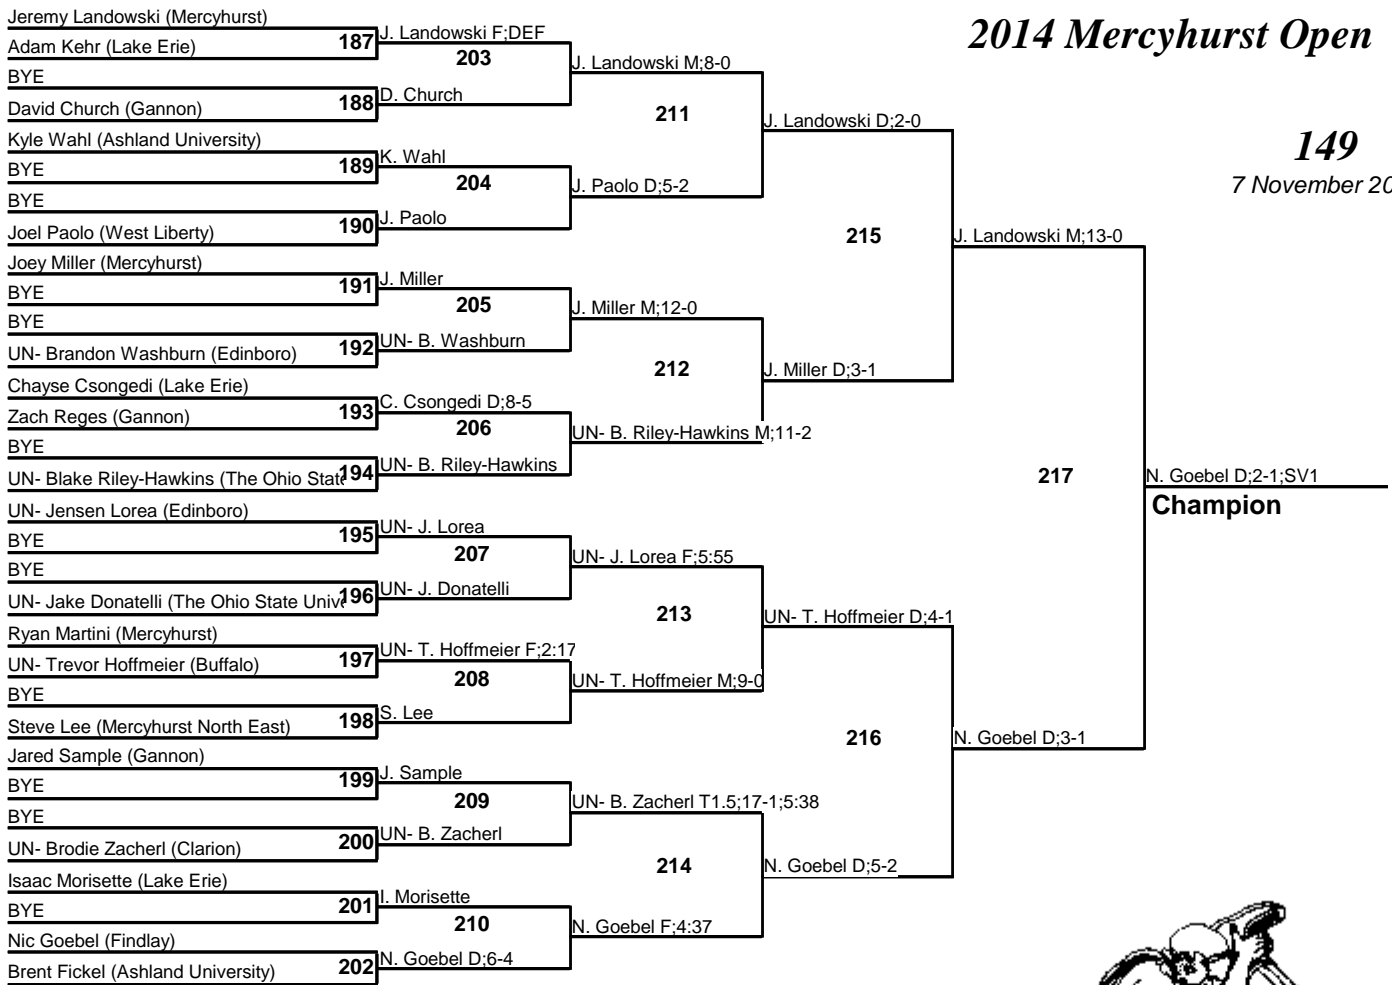 2014 Mercyhurst Open
149
7 November 20
Jeremy Landowski (Mercyhurst)
Adam Kehr (Lake Erie)
BYE
David Church (Gannon)
Kyle Wahl (Ashland University)
BYE
BYE
Joel Paolo (West Liberty)
Joey Miller (Mercyhurst)
BYE
BYE
UN- Brandon Washburn (Edinboro)
Chayse Csongedi (Lake Erie)
Zach Reges (Gannon)
BYE
UN- Blake Riley-Hawkins (The Ohio State
UN- Jensen Lorea (Edinboro)
BYE
BYE
UN- Jake Donatelli (The Ohio State Unive
Ryan Martini (Mercyhurst)
UN- Trevor Hoffmeier (Buffalo)
BYE
Steve Lee (Mercyhurst North East)
Jared Sample (Gannon)
BYE
BYE
UN- Brodie Zacherl (Clarion)
Isaac Morisette (Lake Erie)
BYE
Nic Goebel (Findlay)
Brent Fickel (Ashland University)
187
188
189
190
191
192
193
194
195
196
197
198
199
200
201
202
J. Landowski F;DEF
D. Church
K. Wahl
J. Paolo
J. Miller
UN- B. Washburn
C. Csongedi D;8-5
UN- B. Riley-Hawkins
UN- J. Lorea
UN- J. Donatelli
UN- T. Hoffmeier F;2:17
S. Lee
J. Sample
UN- B. Zacherl
I. Morisette
N. Goebel D;6-4
203
204
205
206
207
208
209
210
J. Landowski M;8-0
J. Paolo D;5-2
J. Miller M;12-0
UN- B. Riley-Hawkins M;11-2
UN- J. Lorea F;5:55
UN- T. Hoffmeier M;9-0
UN- B. Zacherl T1.5;17-1;5:38
N. Goebel F;4:37
211
212
213
214
J. Landowski D;2-0
J. Miller D;3-1
UN- T. Hoffmeier D;4-1
N. Goebel D;5-2
215
216
J. Landowski M;13-0
N. Goebel D;3-1
217
N. Goebel D;2-1;SV1
Champion